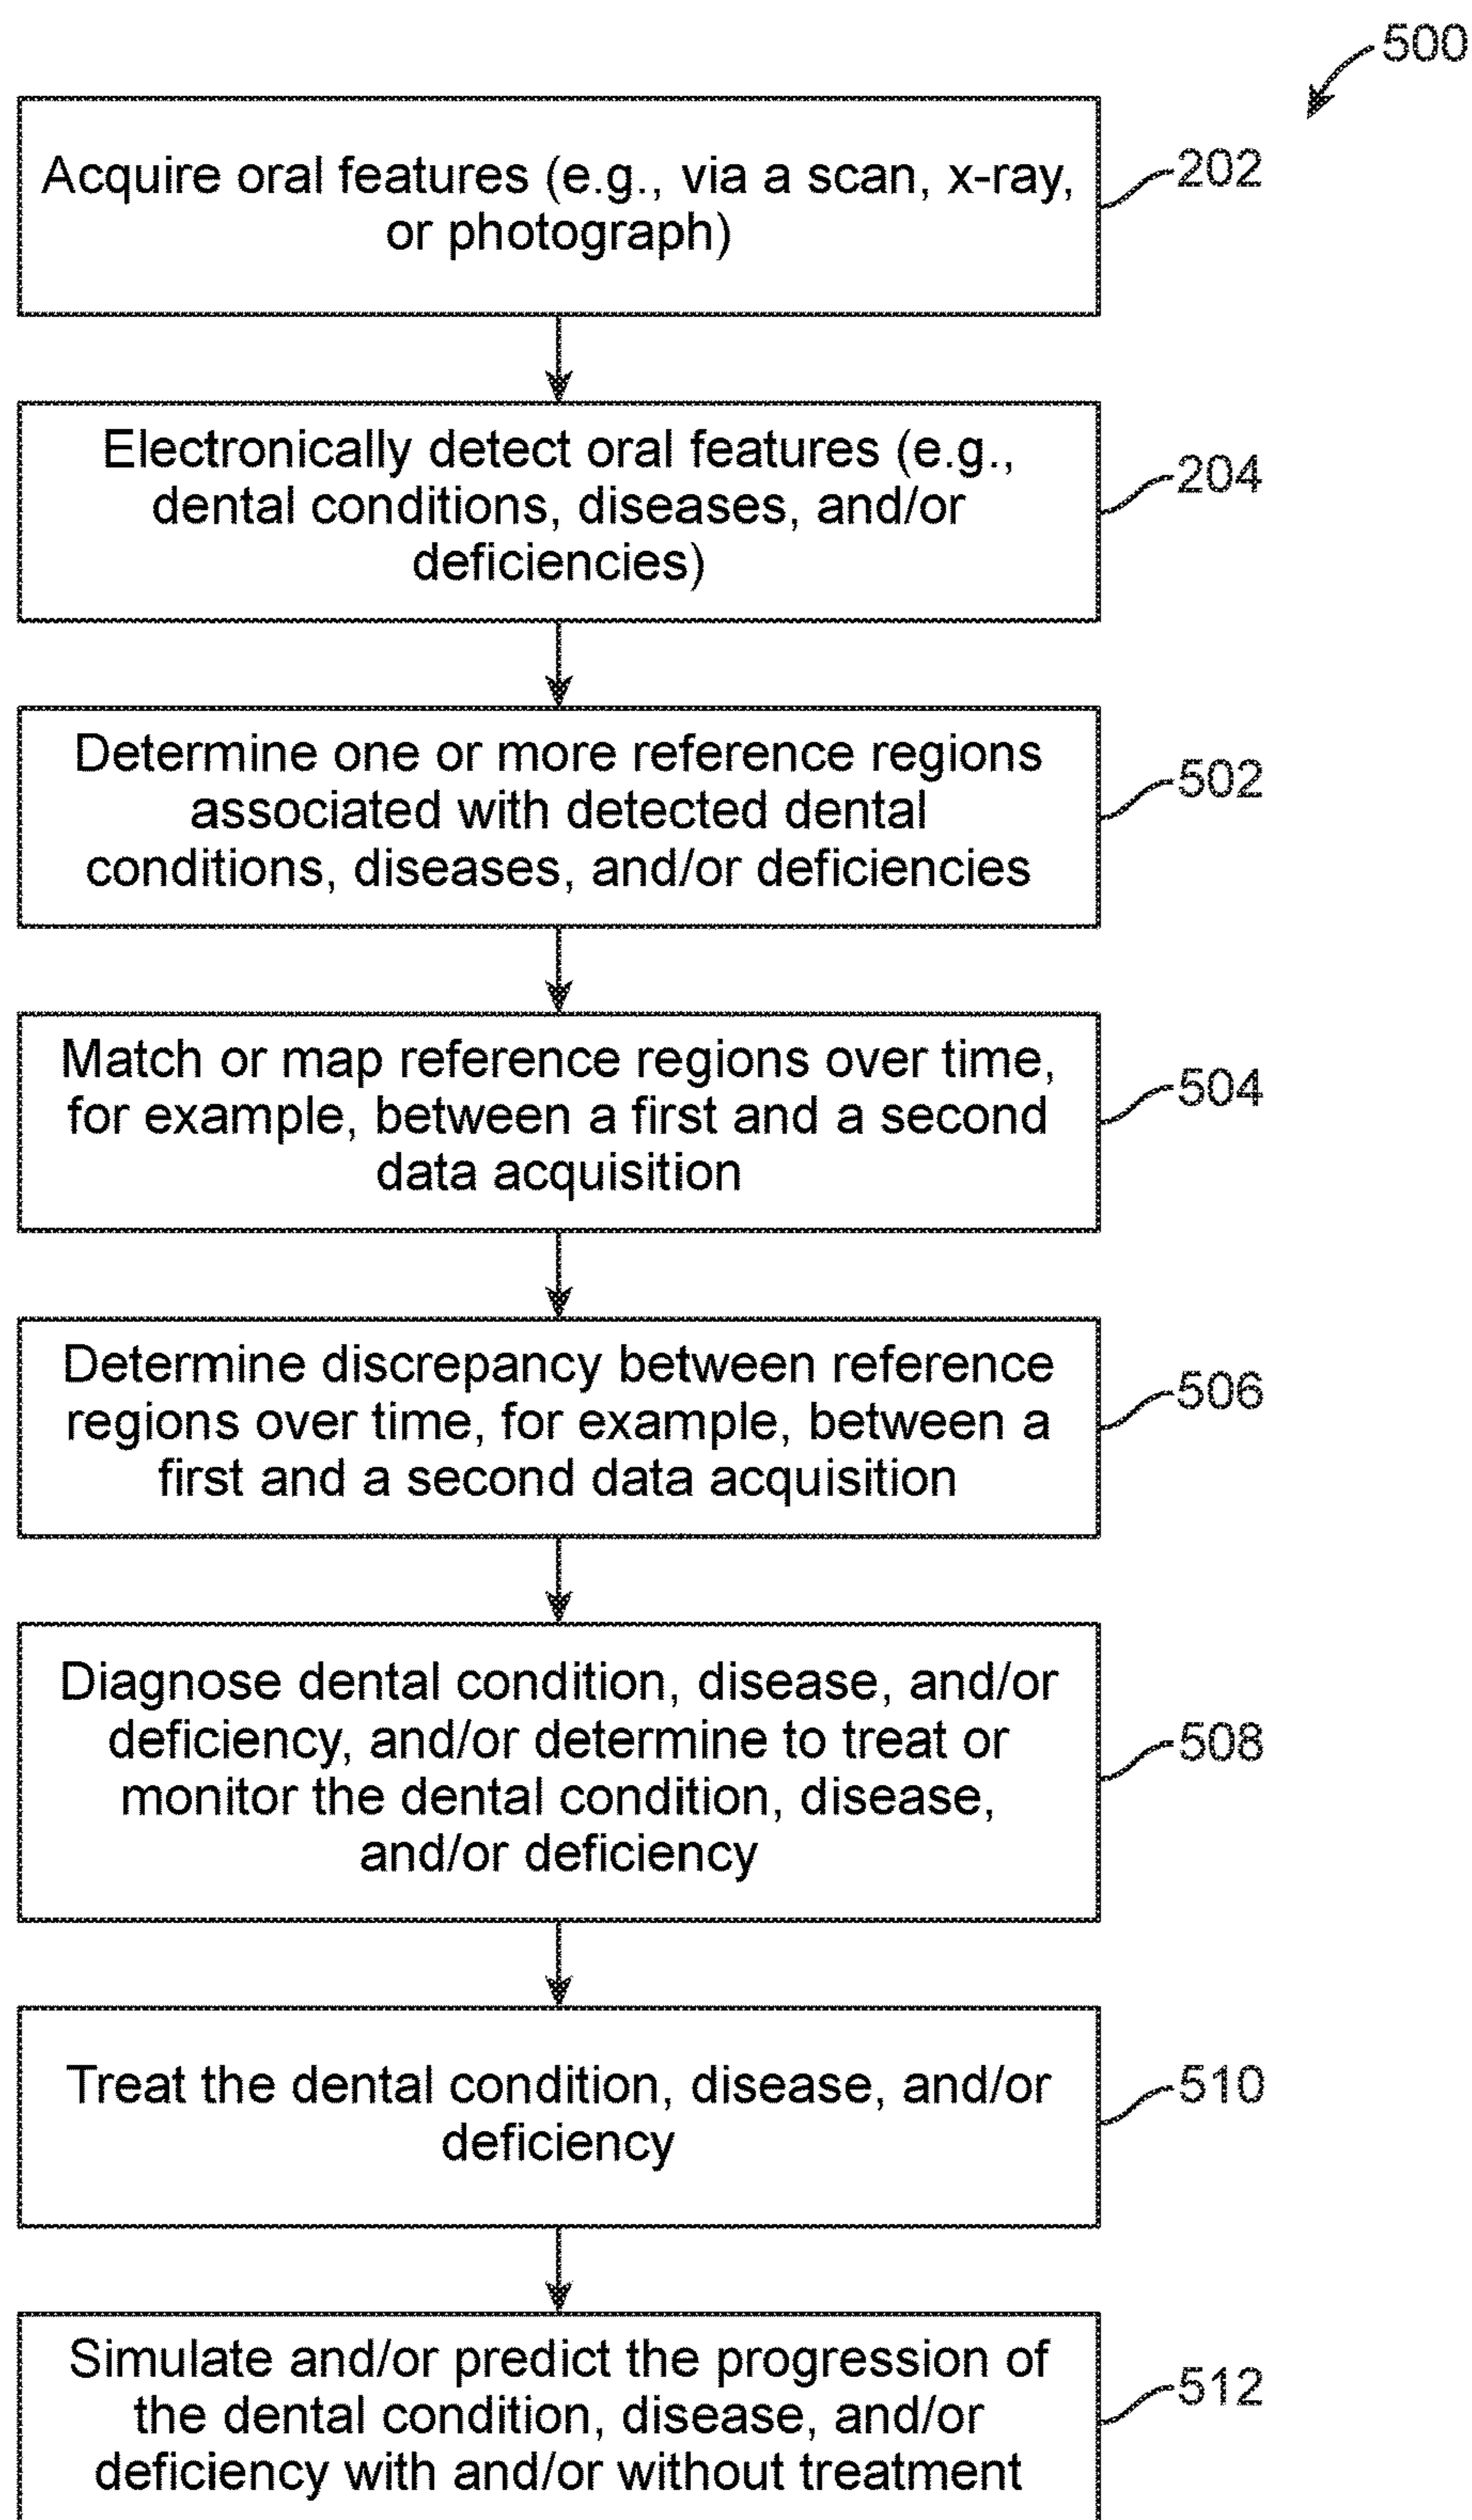 500
Acquire oral features (e.g., via a scan, x-ray,
or photograph)
202
Electronically detect oral features (e.g.,
dental conditions, diseases, and/or
deficiencies)
204
Determine one or more reference regions
associated with detected dental
conditions, diseases, and/or deficiencies
502
Match or map reference regions over time,
for example, between a first and a second
data acquisition
504
Determine discrepancy between reference
regions over time, for example, between a
first and a second data acquisition
506
Diagnose dental condition, disease, and/or
deficiency, and/or determine to treat or
monitor the dental condition, disease,
and/or deficiency
508
Treat the dental condition, disease, and/or
deficiency
510
Simulate and/or predict the progression of
the dental condition, disease, and/or
deficiency with and/or without treatment
512